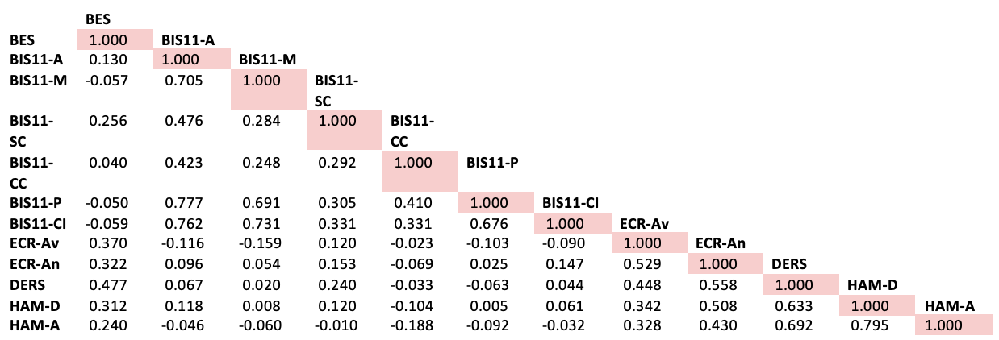 BES
BES 1.000 BIS11-A
BIS11-A 0.130 1.000 BIS11-M
BIS11-M -0.057 0.705 1.000 BIS11-
SC
BIS11- 0.256 0.476 0.284 1.000 BIS11-
SC CC
BIS11- 0.040 0.423 0.248 0.292 1.000 BIS11-P
CC
BIS11-P -0.050 0.777 0.691 0.305 0.410 1.000 BIS11-CI
BIS11-CI -0.059 0.762 0.731 0.331 0.331 0.676 1.000 ECR-Av
ECR-Av 0.370 -0.116 -0.159 0.120 -0.023 -0.103 -0.090 1.000 ECR-An
ECR-An 0.322 0.096 0.054 0.153 -0.069 0.025 0.147 0.529 1.000 DERS
DERS 0.477 0.067 0.020 0.240 -0.033 -0.063 0.044 0.448 0.558 1.000 HAM-D
HAM-D 0.312 0.118 0.008 0.120 -0.104 0.005 0.061 0.342 0.508 0.633 1.000 HAM-A
HAM-A 0.240 -0.046 -0.060 -0.010 -0.188 -0.092 -0.032 0.328 0.430 0.692 0.795 1.000